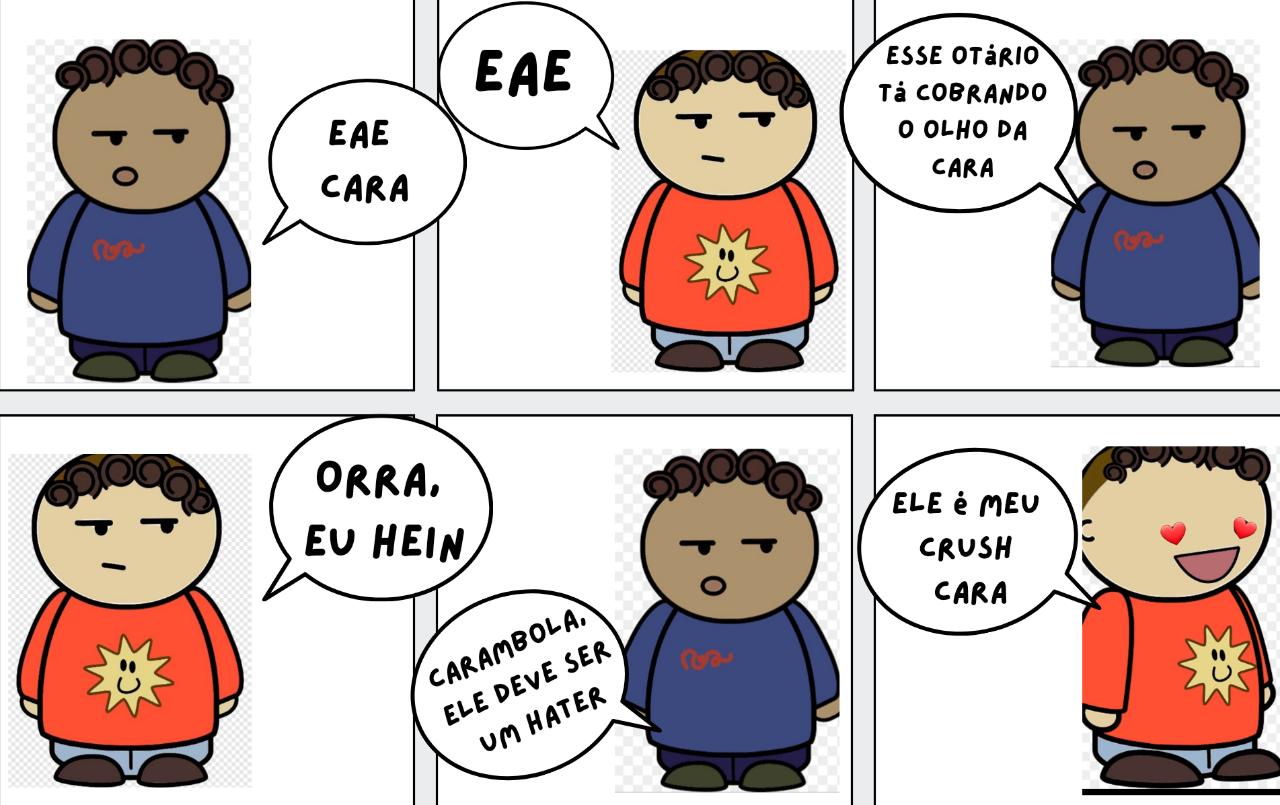 EAE
CARA
EAE
ESSE OTáRIO
Tá COBRANDO
O OLHO DA
CARA
ORRA,
EU HEIN
CARAMBOLA,
ELE DEVE SER
UM HATER
ELE é MEU
CRUSH
CARA